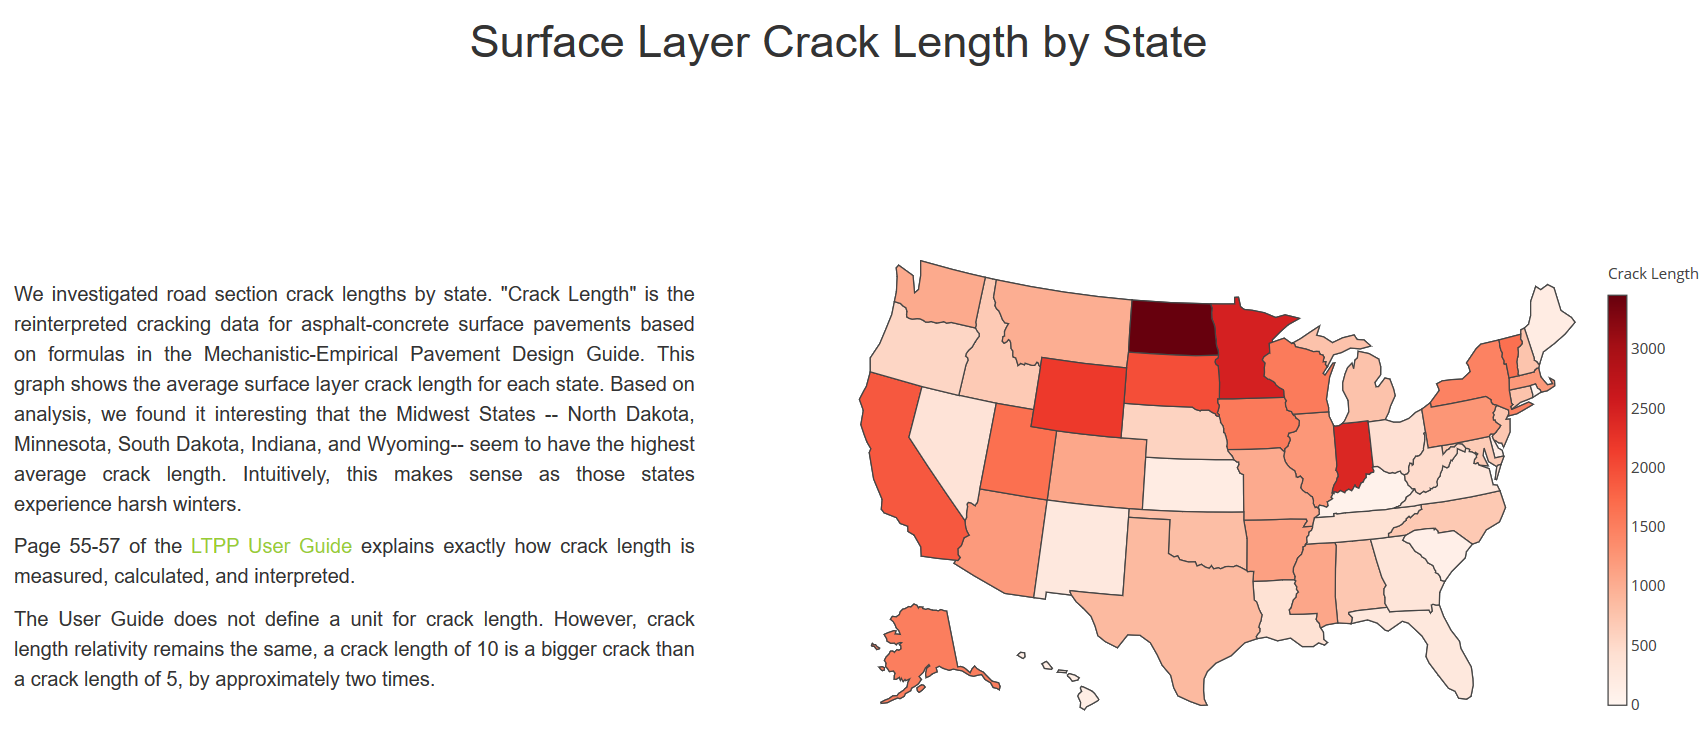 Surface Layer Crack Length by State
We investigated road section crack lengths by state. "Crack Length" is the
reinterpreted cracking data for asphalt-concrete surface pavements based
on formulas in the Mechanistic-Empirical Pavement Design Guide. This
graph shows the average surface layer crack length for each state. Based on
analysis, we found it interesting that the Midwest States -- North Dakota,
Minnesota, South Dakota, Indiana, and Wyoming-- seem to have the highest
average crack length. Intuitively, this makes sense as those states
experience harsh winters.
Page 55-57 of the LTPP User Guide explains exactly how crack length is
measured, calculated, and interpreted.
The User Guide does not define a unit for crack length. However, crack
length relativity remains the same, a crack length of 10 is a bigger crack than
a crack length of 5, by approximately two times.
Crack Length
3000
2500
2000
1500
1000
500
0